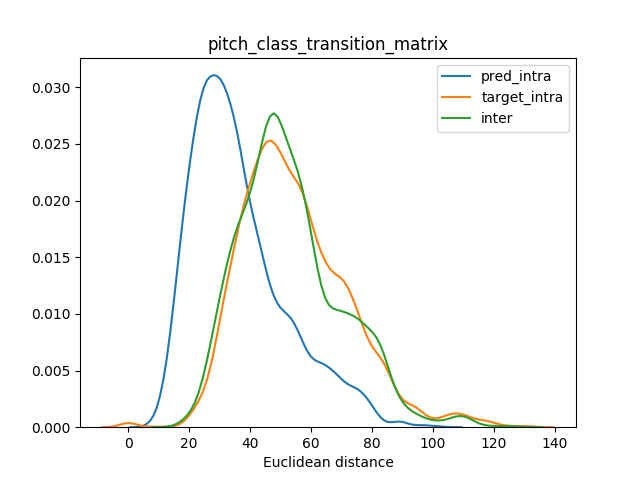 pitch_class_transition_matrix
pred_intra
target_intra
inter
0.030
0.025
0.020
0.015
0.010
0.005
0.000
0 20 40 60 80 100 120 140
Euclidean distance